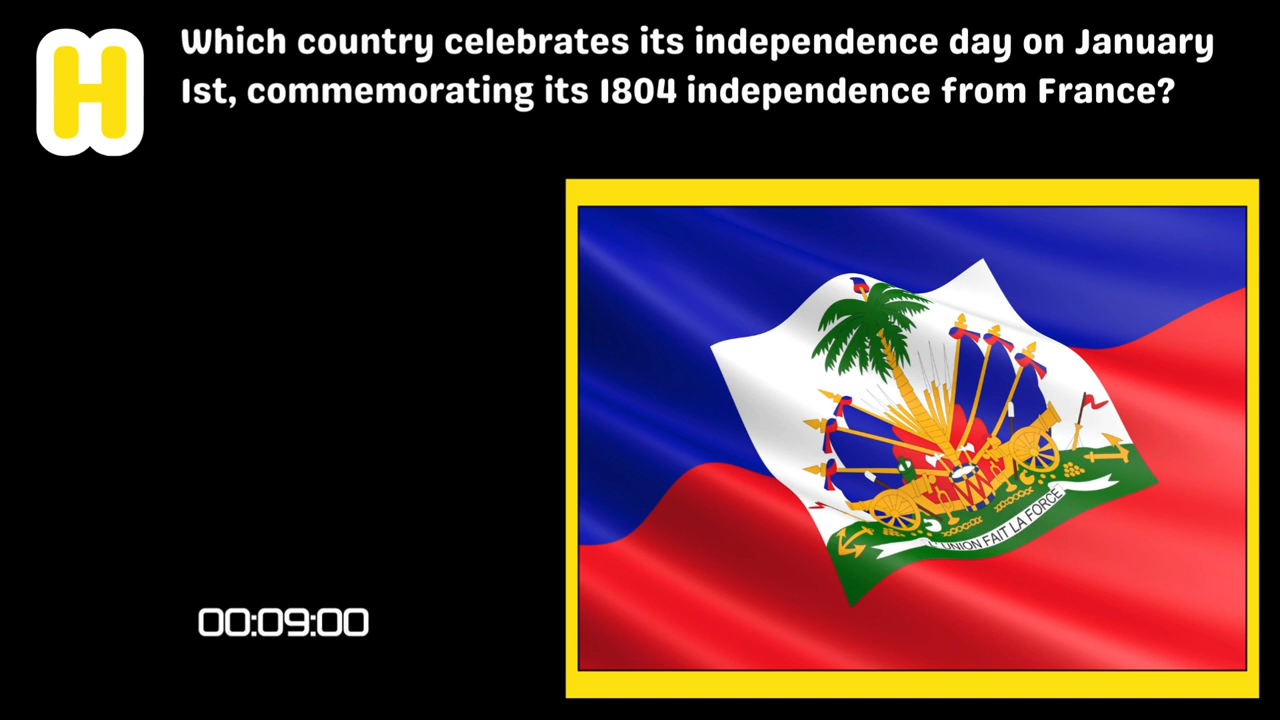 H
Which country celebrates its independence day on January
1st, commemorating its 1804 independence from France?
L'UNION FAIT LA FORCE
00:09:00